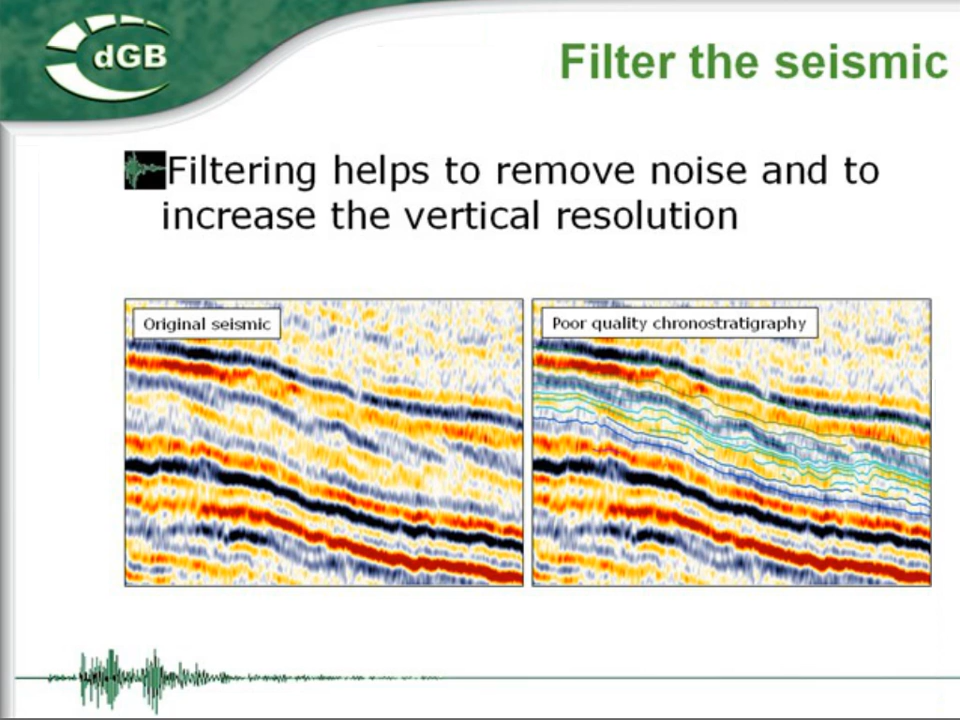 dGB
Filter the seismic
Filtering helps to remove noise and to
increase the vertical resolution
Original seismic
Poor quality chronostratigraphy